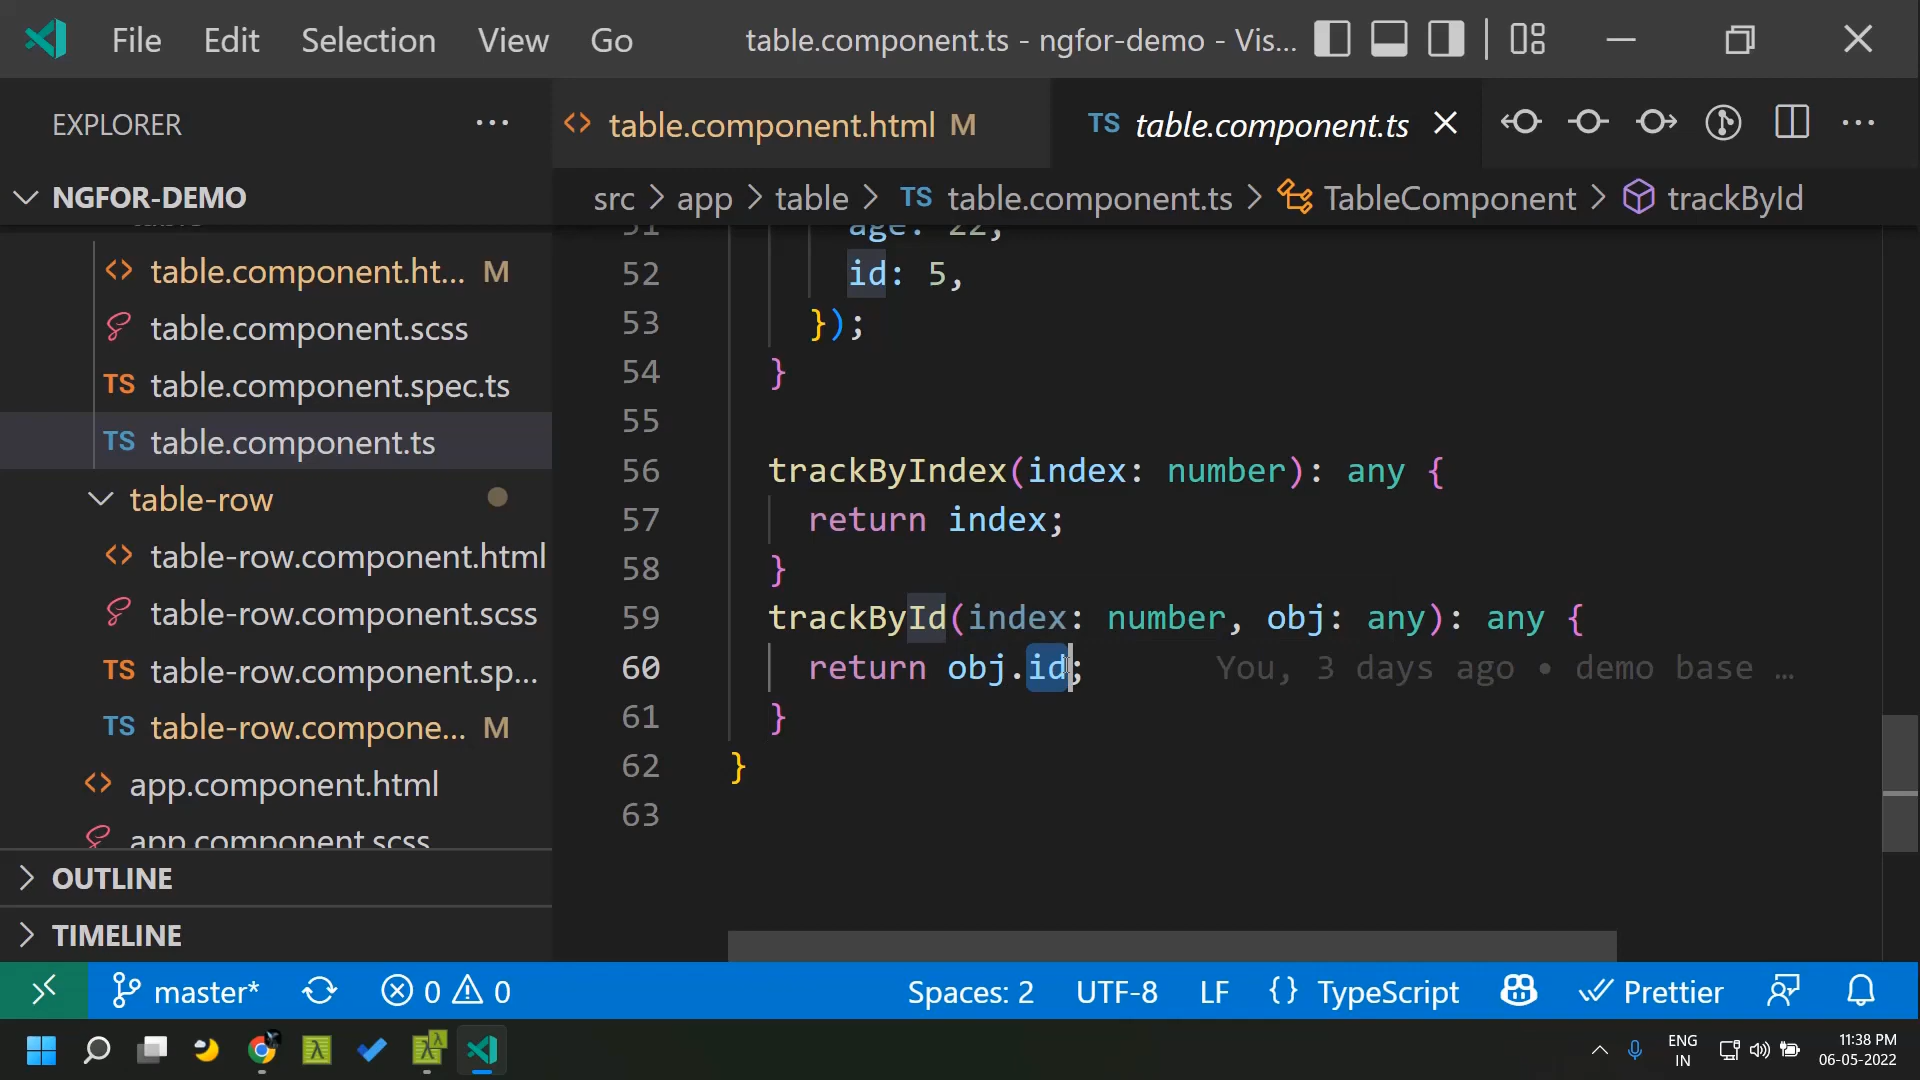 File Edit Selection View Go table.component.ts - ngfor-demo - Vis...
EXPLORER ...
table.component.html M
TS table.component.ts
NGFOR-DEMO
src > app > table > TS table.component.ts > TableComponent > trackById
table.component.ht... M
table.component.scss
TS table.component.spec.ts
TS table.component.ts
table-row
table-row.component.html
table-row.component.scss
TS table-row.component.sp...
TS table-row.compone... M
app.component.html
app.component.scss
OUTLINE
TIMELINE
51 age: 22,
52 id: 5,
53 });
54 }
55
56 trackByIndex(index: number): any {
57 return index;
58 }
59 trackById(index: number, obj: any): any {
60 return obj.id; You, 3 days ago • demo base ...
61 }
62 }
63
master* 0 0 Spaces: 2 UTF-8 LF {} TypeScript Prettier
ENG
IN
11:38 PM
06-05-2022